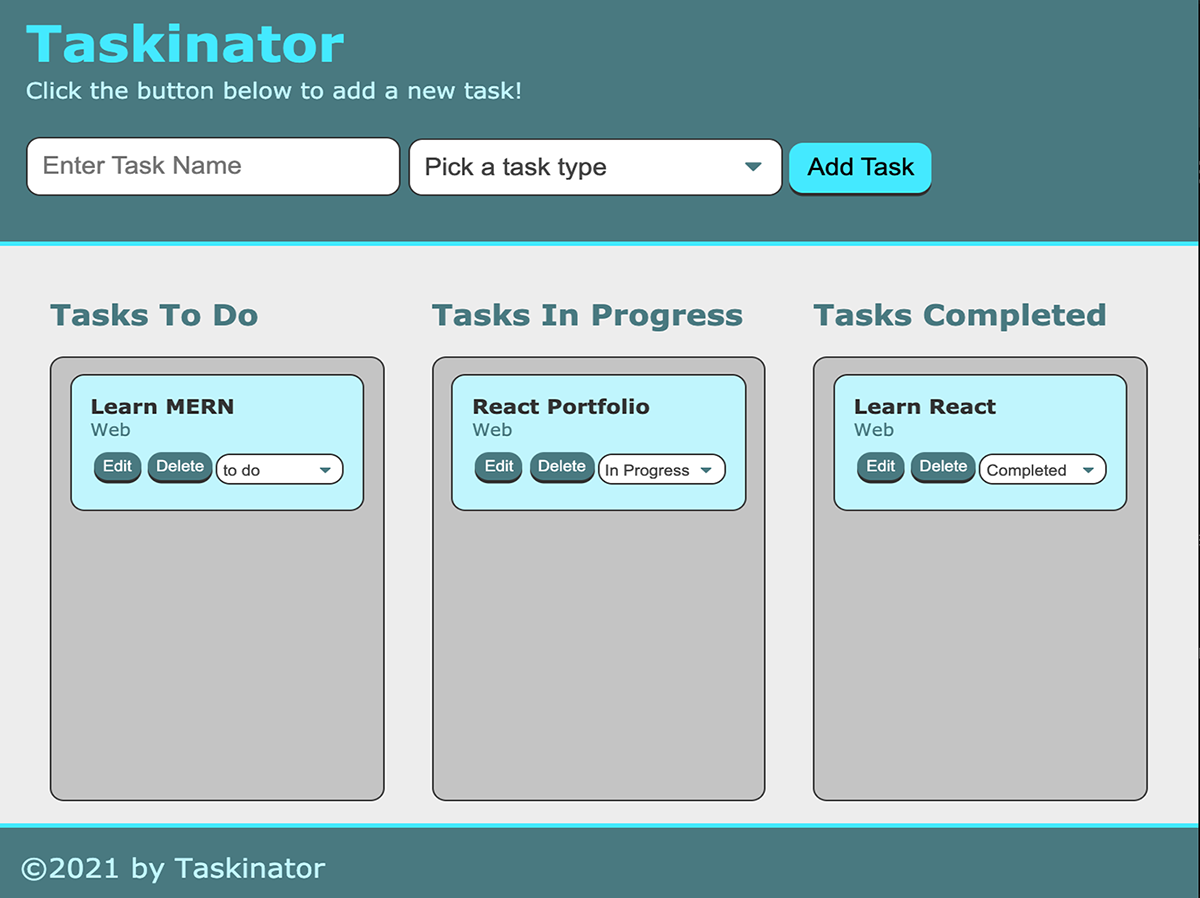 Taskinator
Click the button below to add a new task!
Enter Task Name
Pick a task type
Add Task
Tasks To Do
Learn MERN
Web
Edit
Delete
to do
Tasks In Progress
React Portfolio
Web
Edit
Delete
In Progress
Tasks Completed
Learn React
Web
Edit
Delete
Completed
©2021 by Taskinator